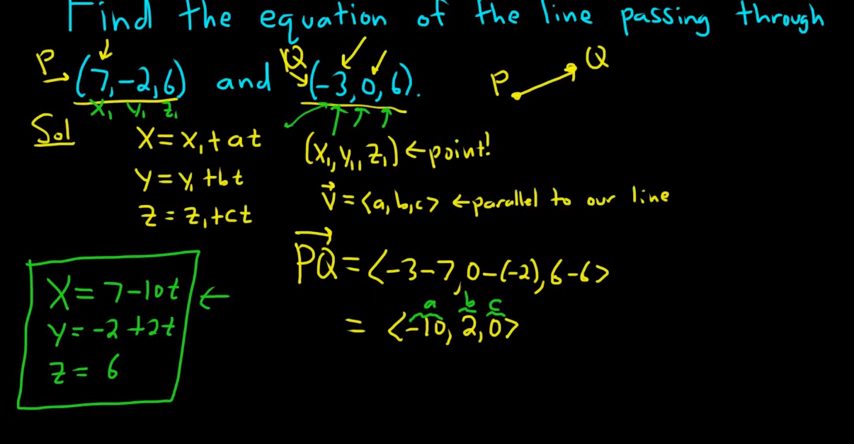 Find the equation of the line passing through
P (7,-2,6) and Q (-3,0,6).
P Q
x₁ y₁ z₁
Sol
X = x₁ + at
Y = y₁ + bt
Z = z₁ + ct
(x₁, y₁, z₁) ← point!
v⃗ = <a,b,c> ← parallel to our line
PQ⃗ = <-3-7, 0-(-2), 6-6>
a b c
= <-10, 2, 0>
X = 7-10t ←
y = -2+2t
z = 6